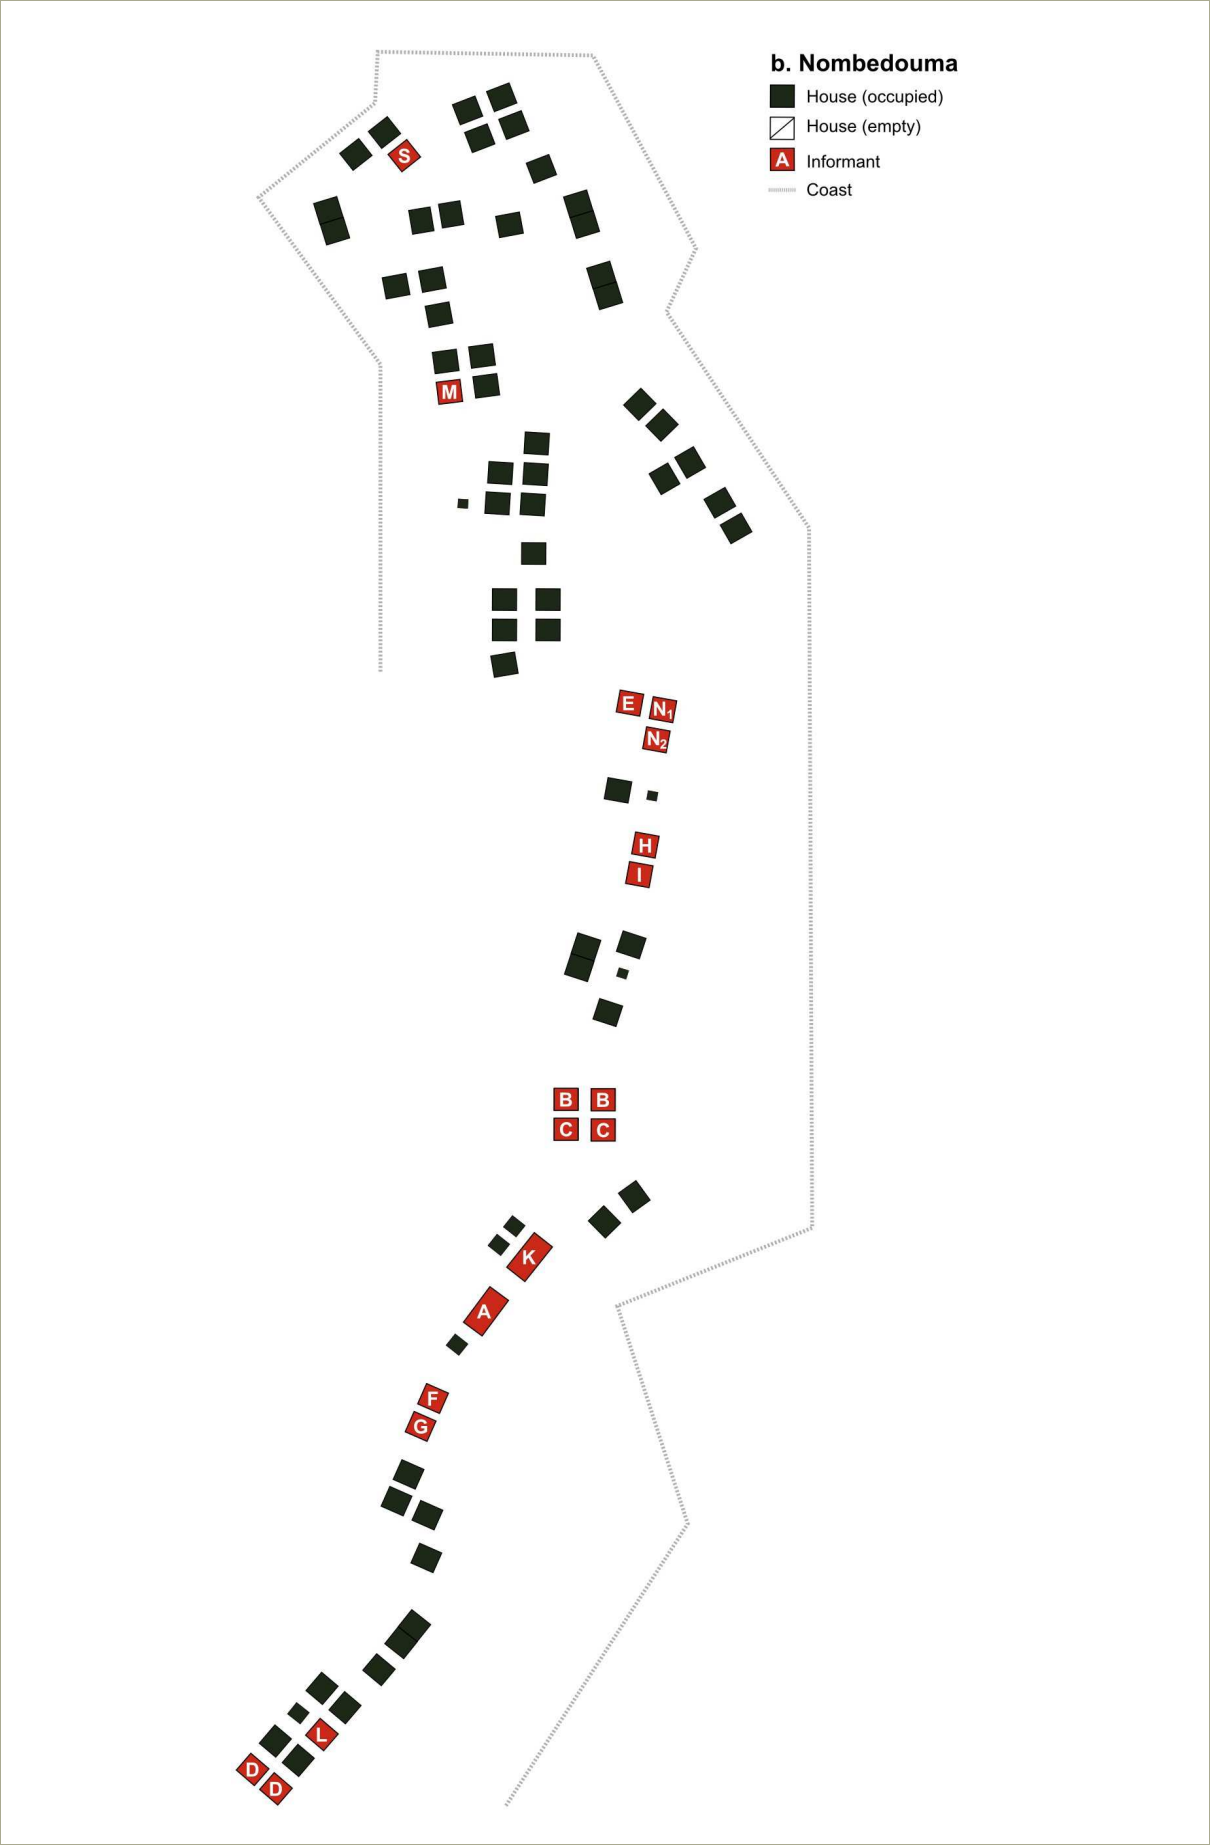 b. Nombedouma
House (occupied)
House (empty)
A Informant
Coast
S
M
E N₁
N₂
H
I
B B
C C
K
A
F
G
L
D
D